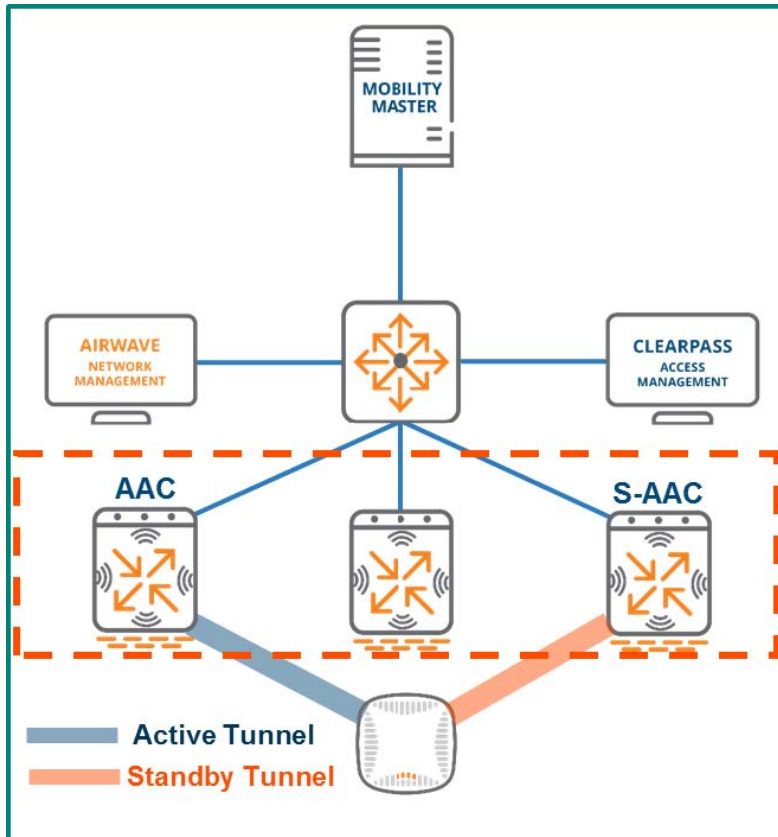 MOBILITY
MASTER
AIRWAVE
NETWORK
MANAGEMENT
CLEARPASS
ACCESS
MANAGEMENT
AAC
S-AAC
Active Tunnel
Standby Tunnel